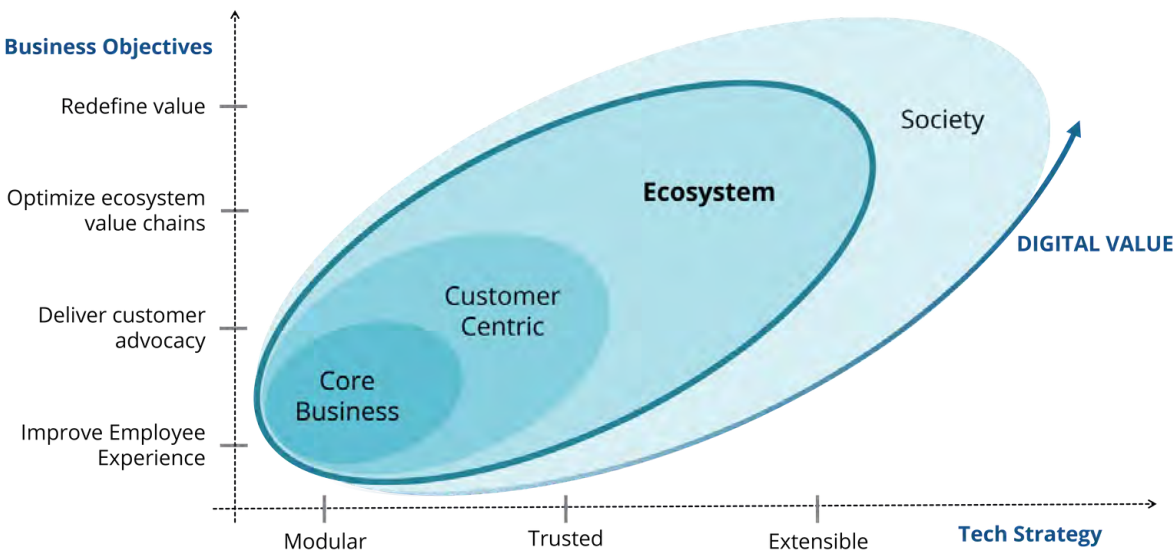 Business Objectives
Redefine value
Optimize ecosystem
value chains
Deliver customer
advocacy
Improve Employee
Experience
Society
Ecosystem
DIGITAL VALUE
Customer
Centric
Core
Business
Modular
Trusted
Extensible
Tech Strategy